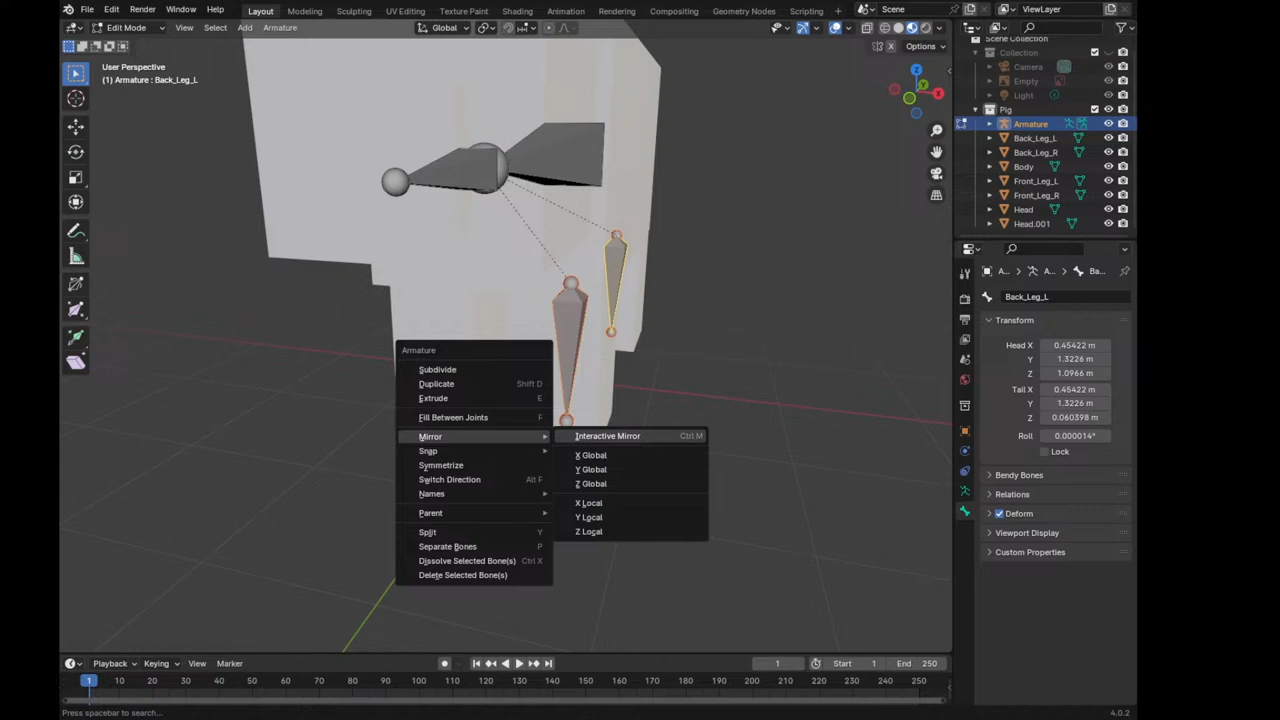 File Edit Render Window Help Layout Modeling Sculpting UV Editing Texture Paint Shading Animation Rendering Compositing Geometry Nodes Scripting + Scene ViewLayer
Edit Mode View Select Add Armature Global
X Options
User Perspective
(1) Armature : Back_Leg_L
Z
Y
X
Scene Collection
Collection
Camera
Empty
Light
Pig
Armature
Back_Leg_L
Back_Leg_R
Body
Front_Leg_L
Front_Leg_R
Head
Head.001
A... A... Ba...
Back_Leg_L
Transform
Head X 0.45422 m
Y 1.3226 m
Z 1.0966 m
Tail X 0.45422 m
Y 1.3226 m
Z 0.060398 m
Roll 0.000014°
Lock
Bendy Bones
Relations
Deform
Viewport Display
Custom Properties
Armature
Subdivide
Duplicate Shift D
Extrude E
Fill Between Joints F
Mirror
Snap
Symmetrize
Switch Direction Alt F
Names
Parent
Split Y
Separate Bones P
Dissolve Selected Bone(s) Ctrl X
Delete Selected Bone(s)
Interactive Mirror Ctrl M
X Global
Y Global
Z Global
X Local
Y Local
Z Local
Playback Keying View Marker 1 Start 1 End 250
1 10 20 30 40 50 60 70 80 90 100 110 120 130 140 150 160 170 180 190 200 210 220 230 240 250
Press spacebar to search... 4.0.2